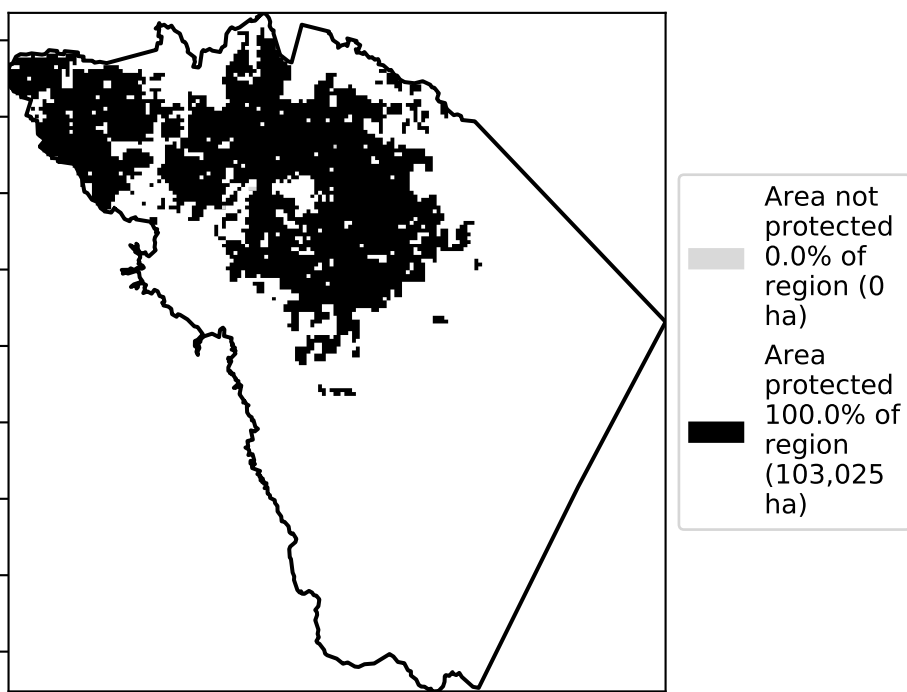 Area not
protected
0.0% of
region (0
ha)
Area
protected
100.0% of
region
(103,025
ha)